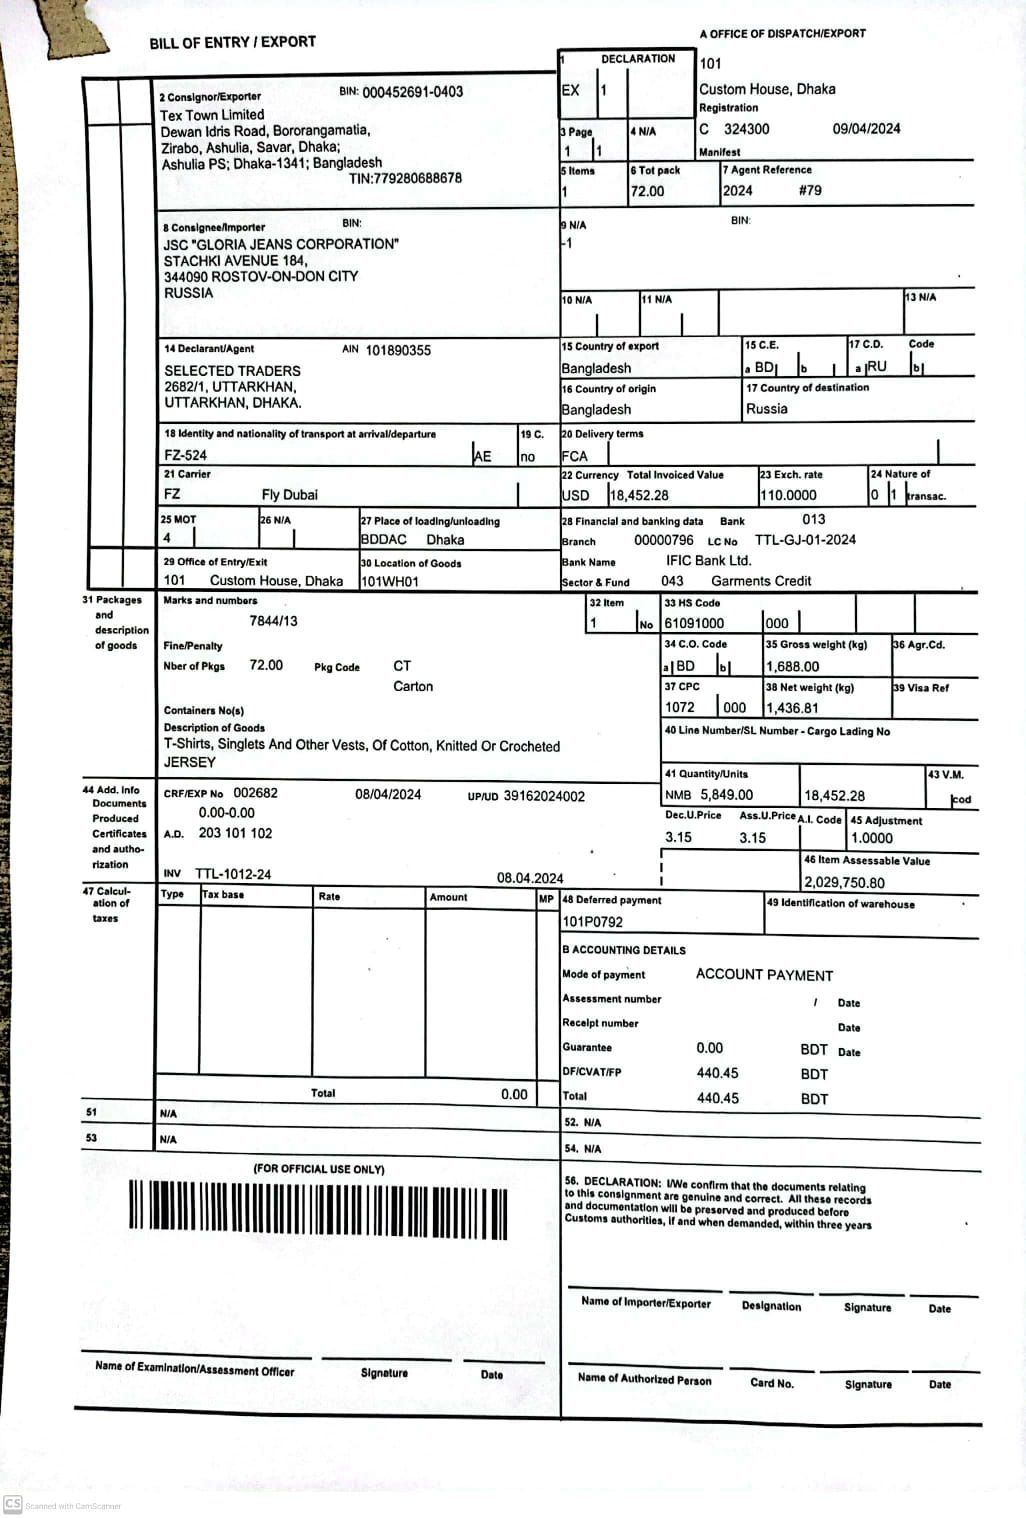 BILL OF ENTRY / EXPORT
A OFFICE OF DISPATCH/EXPORT
1 DECLARATION
EX 1
101
Custom House, Dhaka
Registration
C 324300 09/04/2024
Manifest
2 Consignor/Exporter BIN: 000452691-0403
Tex Town Limited
Dewan Idris Road, Bororangamatia,
Zirabo, Ashulia, Savar, Dhaka;
Ashulia PS; Dhaka-1341; Bangladesh
TIN:779280688678
3 Page 4 N/A
1 1
5 Items 6 Tot pack 7 Agent Reference
1 72.00 2024 #79
8 Consignee/Importer BIN:
JSC "GLORIA JEANS CORPORATION"
STACHKI AVENUE 184,
344090 ROSTOV-ON-DON CITY
RUSSIA
9 N/A BIN:
-1
10 N/A 11 N/A 13 N/A
14 Declarant/Agent AIN 101890355
SELECTED TRADERS
2682/1, UTTARKHAN,
UTTARKHAN, DHAKA.
15 Country of export 15 C.E. 17 C.D. Code
Bangladesh a BD b a RU b
16 Country of origin 17 Country of destination
Bangladesh Russia
18 Identity and nationality of transport at arrival/departure 19 C. 20 Delivery terms
FZ-524 AE no FCA
21 Carrier 22 Currency Total Invoiced Value 23 Exch. rate 24 Nature of
FZ Fly Dubai USD 18,452.28 110.0000 0 1 transac.
25 MOT 26 N/A 27 Place of loading/unloading 28 Financial and banking data Bank 013
4 BDDAC Dhaka Branch 00000796 LC No TTL-GJ-01-2024
29 Office of Entry/Exit 30 Location of Goods Bank Name IFIC Bank Ltd.
101 Custom House, Dhaka 101WH01 Sector & Fund 043 Garments Credit
31 Packages and description of goods
Marks and numbers 32 Item 33 HS Code
7844/13 1 No 61091000 000
Fine/Penalty 34 C.O. Code 35 Gross weight (kg) 36 Agr.Cd.
Nber of Pkgs 72.00 Pkg Code CT a BD b 1,688.00
Carton 37 CPC 38 Net weight (kg) 39 Visa Ref
1072 000 1,436.81
Containers No(s)
Description of Goods 40 Line Number/SL Number - Cargo Lading No
T-Shirts, Singlets And Other Vests, Of Cotton, Knitted Or Crocheted
JERSEY
41 Quantity/Units 43 V.M.
NMB 5,849.00 18,452.28 cod
44 Add. Info Documents Produced Certificates and autho-rization
CRF/EXP No 002682 08/04/2024 UP/UD 39162024002
0.00-0.00
A.D. 203 101 102
INV TTL-1012-24 08.04.2024
Dec.U.Price Ass.U.Price A.I. Code 45 Adjustment
3.15 3.15 1.0000
46 Item Assessable Value
2,029,750.80
47 Calcul-ation of taxes
Type Tax base Rate Amount MP
48 Deferred payment 49 Identification of warehouse
101P0792
B ACCOUNTING DETAILS
Mode of payment ACCOUNT PAYMENT
Assessment number / Date
Receipt number Date
Guarantee 0.00 BDT Date
DF/CVAT/FP 440.45 BDT
Total 0.00 Total 440.45 BDT
51 N/A 52. N/A
53 N/A 54. N/A
(FOR OFFICIAL USE ONLY)
56. DECLARATION: I/We confirm that the documents relating
to this consignment are genuine and correct. All these records
and documentation will be preserved and produced before
Customs authorities, if and when demanded, within three years
Name of Importer/Exporter Designation Signature Date
Name of Examination/Assessment Officer Signature Date
Name of Authorized Person Card No. Signature Date
CS Scanned with CamScanner